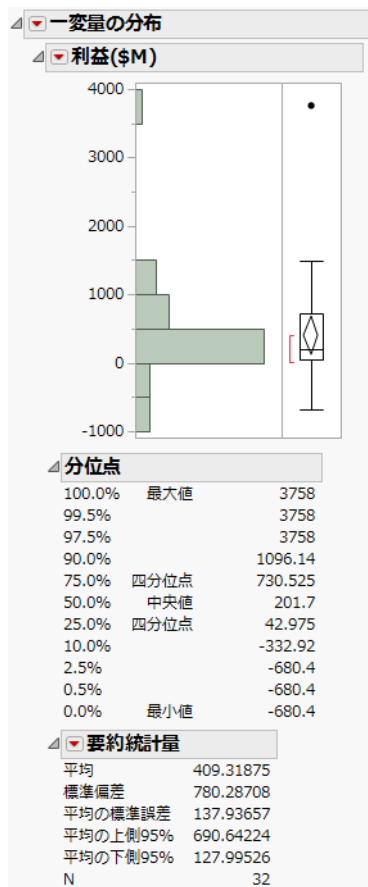 一変量の分布
利益($M)
4000
3000
2000
1000
0
-1000
分位点
100.0% 最大値 3758
99.5% 3758
97.5% 3758
90.0% 1096.14
75.0% 四分位点 730.525
50.0% 中央値 201.7
25.0% 四分位点 42.975
10.0% -332.92
2.5% -680.4
0.5% -680.4
0.0% 最小値 -680.4
要約統計量
平均 409.31875
標準偏差 780.28708
平均の標準誤差 137.93657
平均の上側95% 690.64224
平均の下側95% 127.99526
N 32